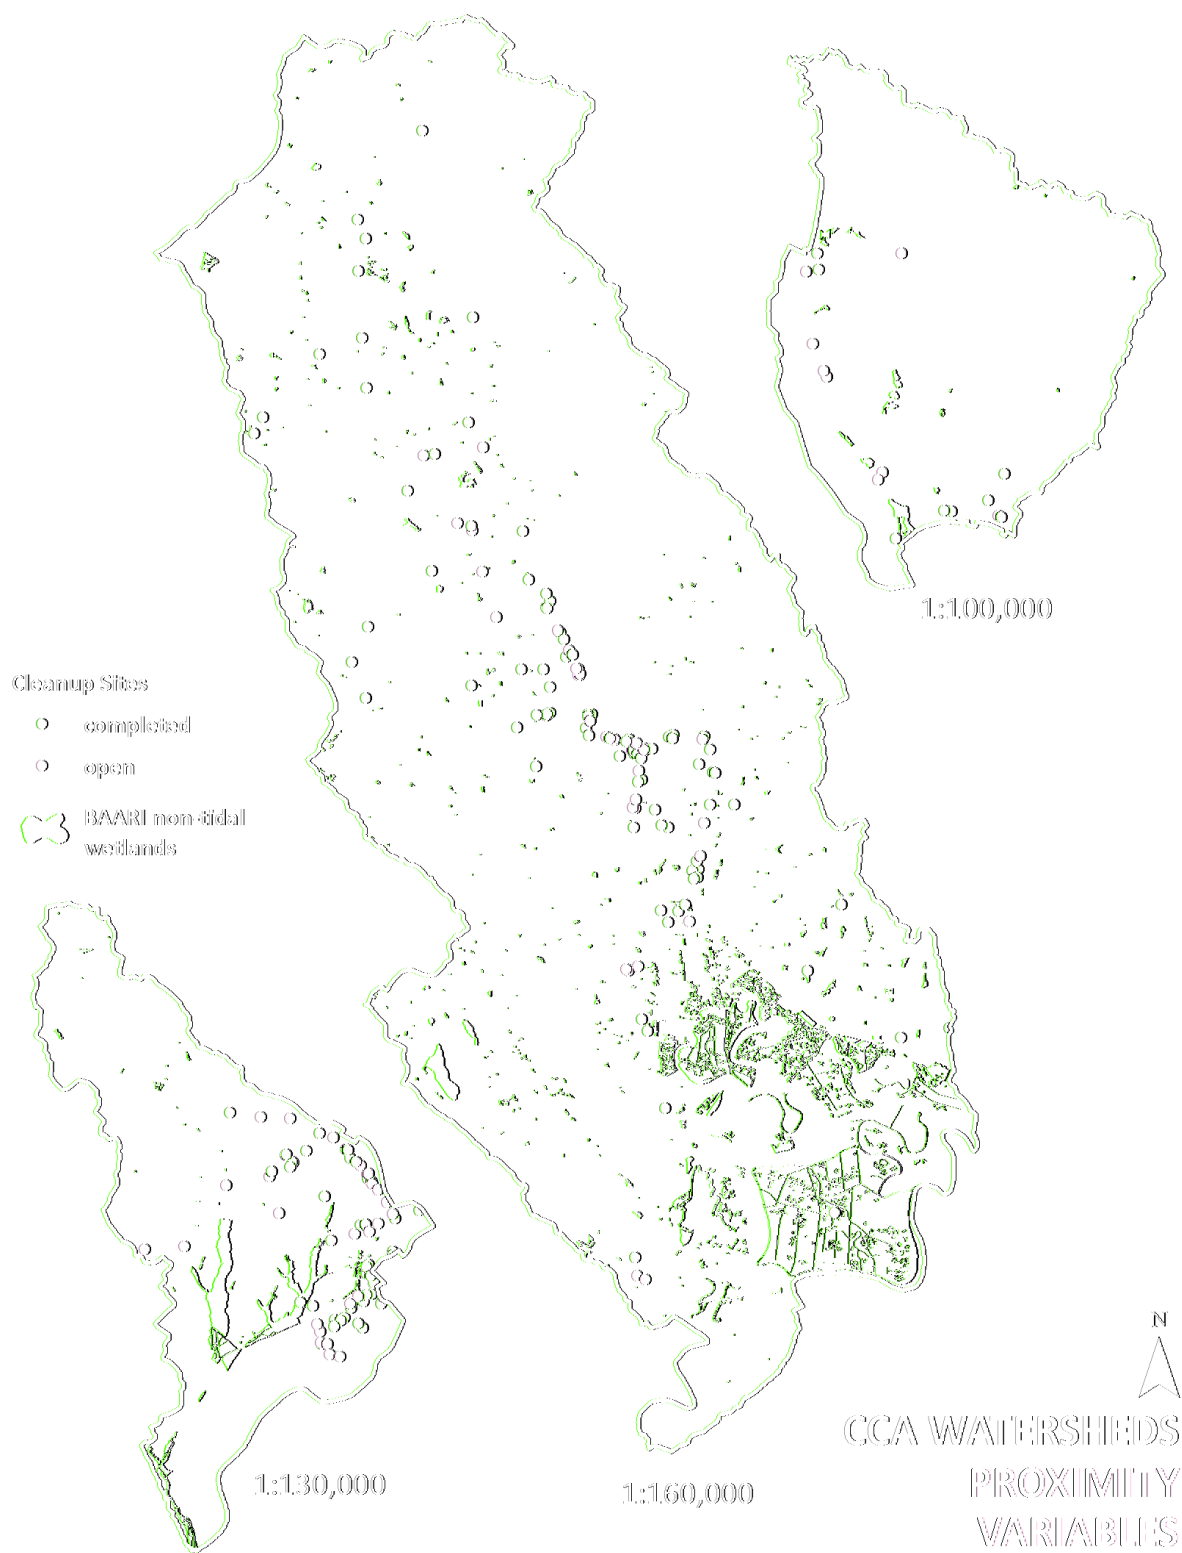 1:100,000
Cleanup Sites
completed
open
BAARI non-tidal
wetlands
N
CCA WATERSHEDS
PROXIMITY
VARIABLES
1:130,000
1:160,000